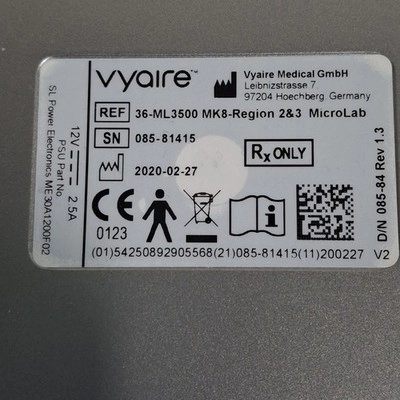 vyaire™
Vyaire Medical GmbH
Leibnizstrasse 7
97204 Hoechberg, Germany
REF 36-ML3500 MK8-Region 2&3 MicroLab
SN 085-81415
2020-02-27
Rx ONLY
CE
0123
(01)54250892905568(21)085-81415(11)200227 V2
12V 2.5A
PSU Part No.
SL Power Electronics ME30A1200F02
D/N 085-84 Rev 1.3